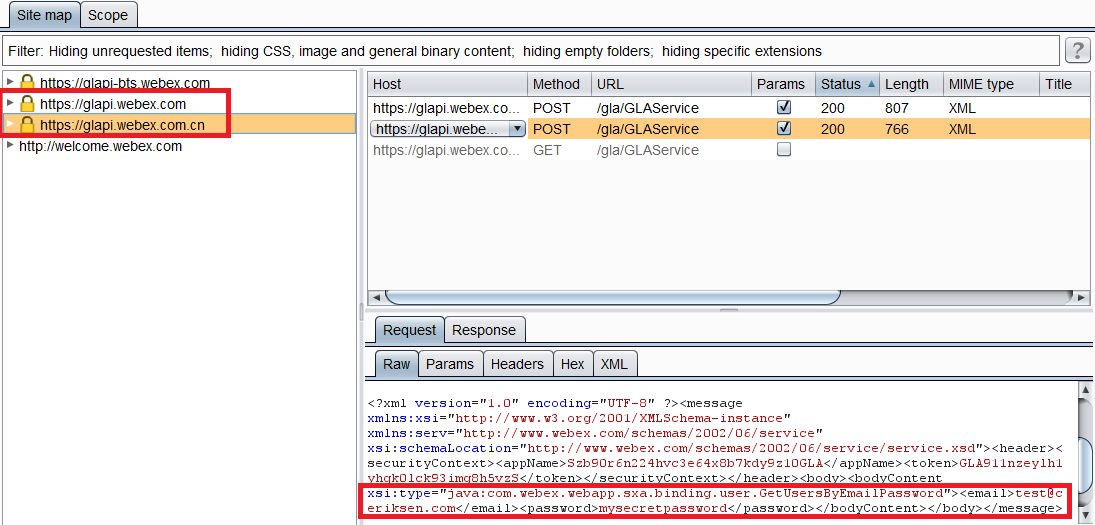 Site map Scope
Filter: Hiding unrequested items;  hiding CSS, image and general binary content;  hiding empty folders;  hiding specific extensions ?
https://glapi-bts.webex.com
https://glapi.webex.com
https://glapi.webex.com.cn
http://welcome.webex.com
Host Method URL Params Status Length MIME type Title
https://glapi.webex.co... POST /gla/GLAService 200 807 XML
https://glapi.webe... POST /gla/GLAService 200 766 XML
https://glapi.webex.co... GET /gla/GLAService
Request Response
Raw Params Headers Hex XML
<?xml version="1.0" encoding="UTF-8" ?><message
xmlns:xsi="http://www.w3.org/2001/XMLSchema-instance"
xmlns:serv="http://www.webex.com/schemas/2002/06/service"
xsi:schemaLocation="http://www.webex.com/schemas/2002/06/service/service.xsd"><header><
securityContext><appName>Szb90r6n224hvc3e64x8b7kdy9z10GLA</appName><token>GLA911nzeylh1
yhgk01ck93jmg8h5vzS</token></securityContext></header><body><bodyContent
xsi:type="java:com.webex.webapp.sxa.binding.user.GetUsersByEmailPassword"><email>test@c
eriksen.com</email><password>mysecretpassword</password></bodyContent></body></message>